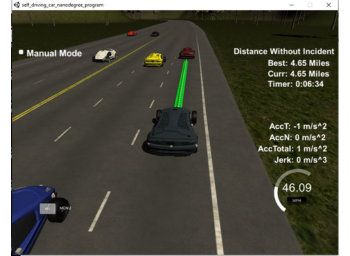 self_driving_car_nanodegree_program
Manual Mode
Distance Without Incident
Best: 4.65 Miles
Curr: 4.65 Miles
Timer: 0:06:34
AccT: -1 m/s^2
AccN: 0 m/s^2
AccTotal: 1 m/s^2
Jerk: 0 m/s^3
46.09
MPH
MENU